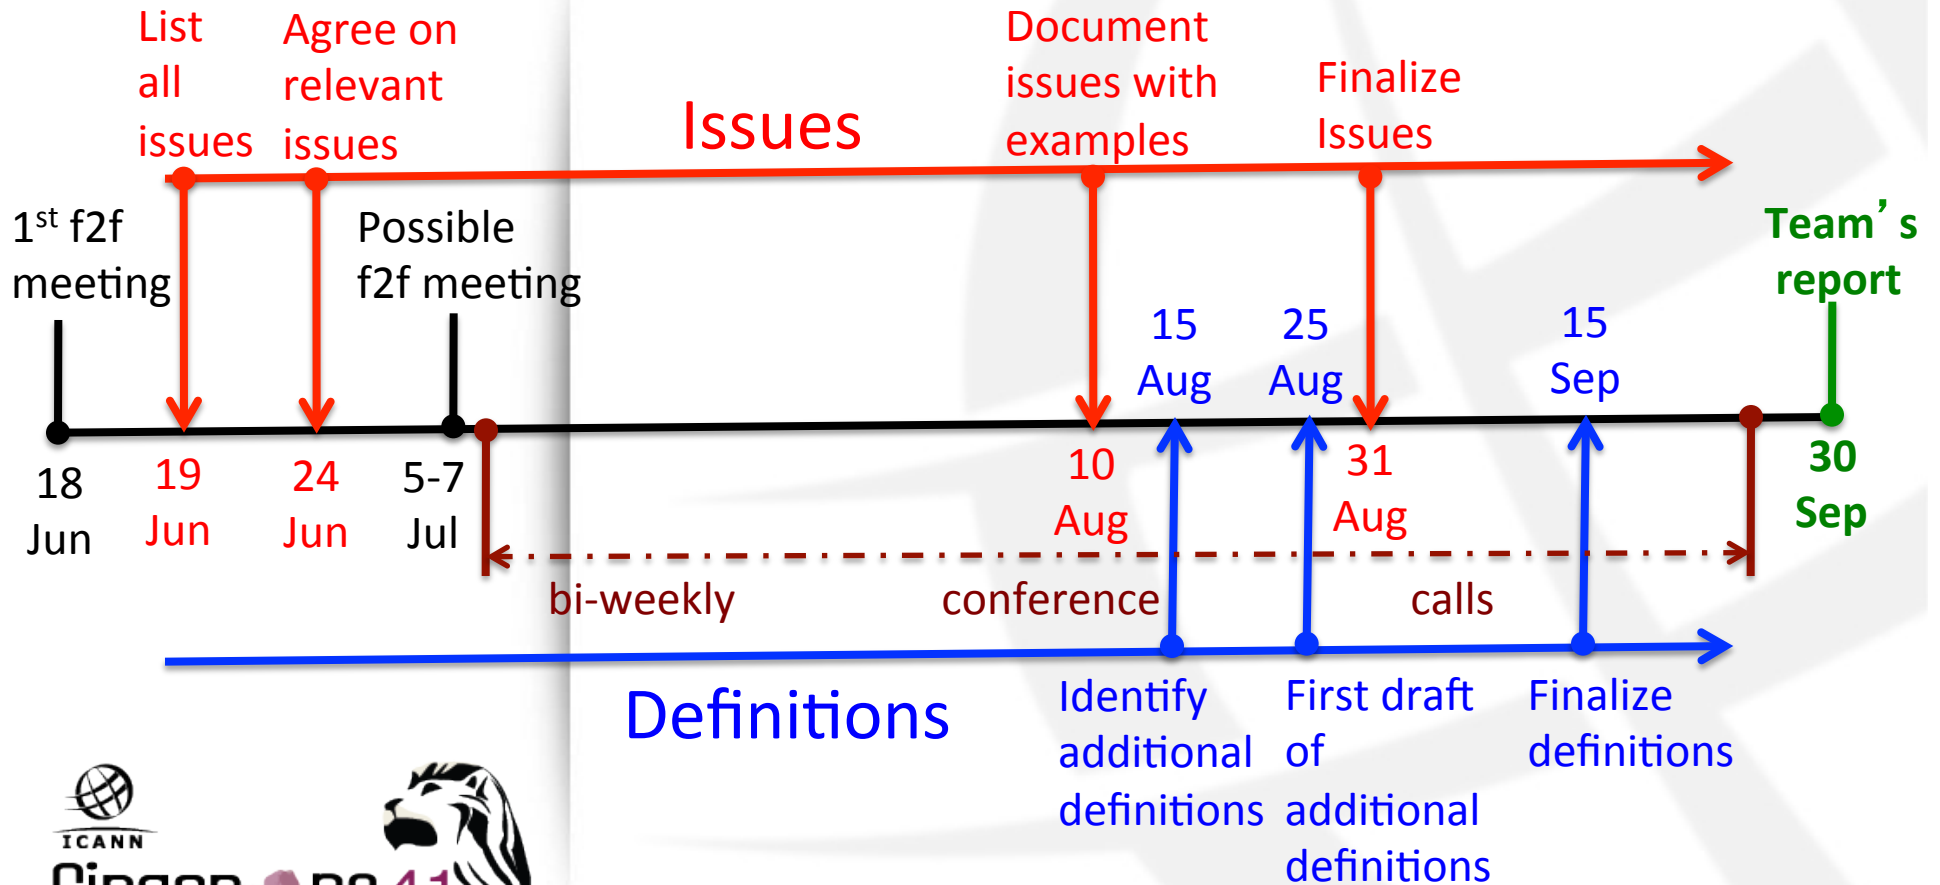 List
all
issues
Agree on
relevant
issues
Issues
Document
issues with
examples
Finalize
Issues
1st f2f
meeting
Possible
f2f meeting
Team’s
report
15
Aug
25
Aug
15
Sep
18
Jun
19
Jun
24
Jun
5-7
Jul
10
Aug
31
Aug
30
Sep
bi-weekly conference calls
Definitions
Identify
additional
definitions
First draft
of
additional
definitions
Finalize
definitions
ICANN
41